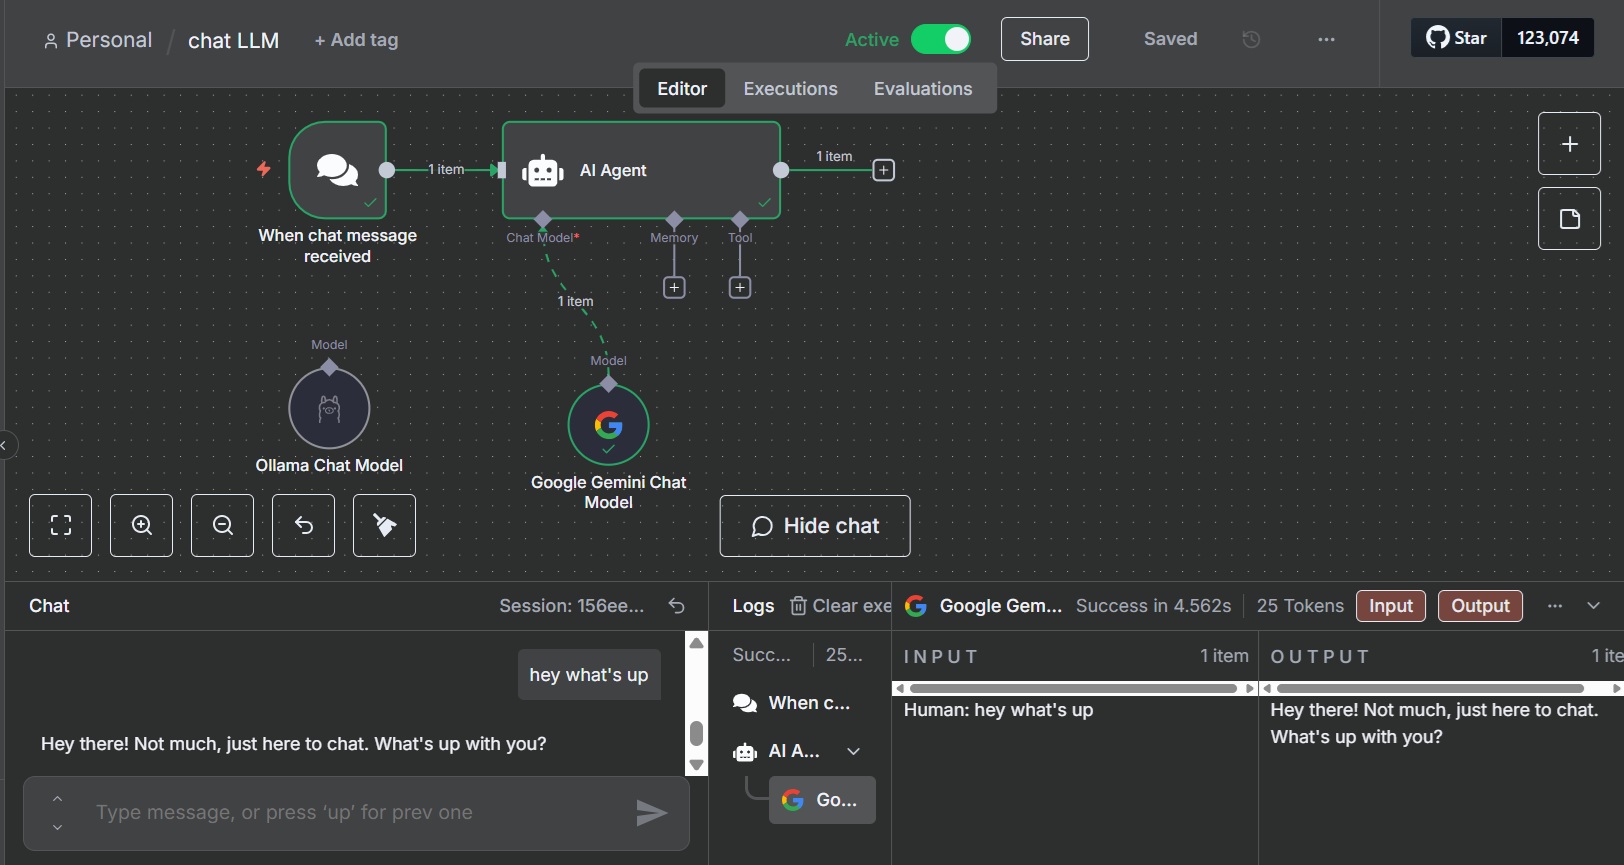 Personal / chat LLM + Add tag
Active Share Saved ... Star 123,074
Editor Executions Evaluations
1 item
AI Agent
1 item
When chat message
received
Chat Model*
Memory
Tool
1 item
Model
Ollama Chat Model
Model
Google Gemini Chat
Model
Hide chat
Chat Session: 156ee...
hey what's up
Hey there! Not much, just here to chat. What's up with you?
Type message, or press ‘up’ for prev one
Logs Clear exe
Succ... 25...
When c...
AI A...
Go...
Google Gem... Success in 4.562s 25 Tokens Input Output ...
INPUT 1 item
Human: hey what's up
OUTPUT 1 ite
Hey there! Not much, just here to chat.
What's up with you?